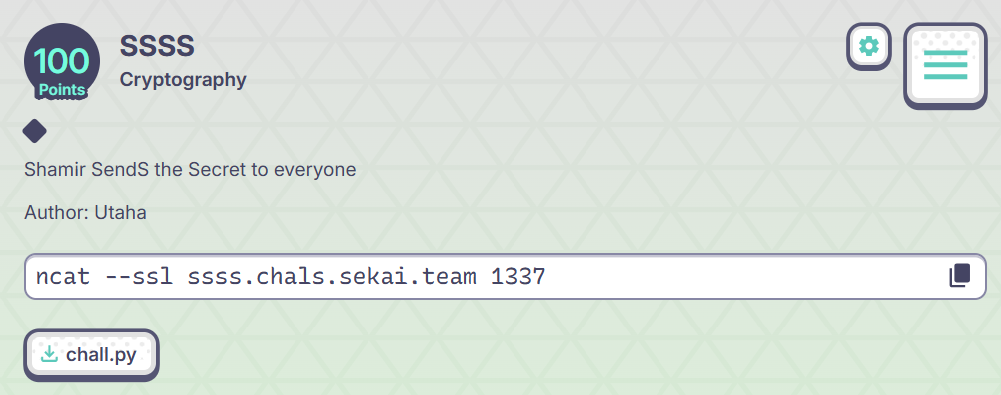 100
Points
SSSS
Cryptography
Shamir SendS the Secret to everyone
Author: Utaha
ncat --ssl ssss.chals.sekai.team 1337
chall.py